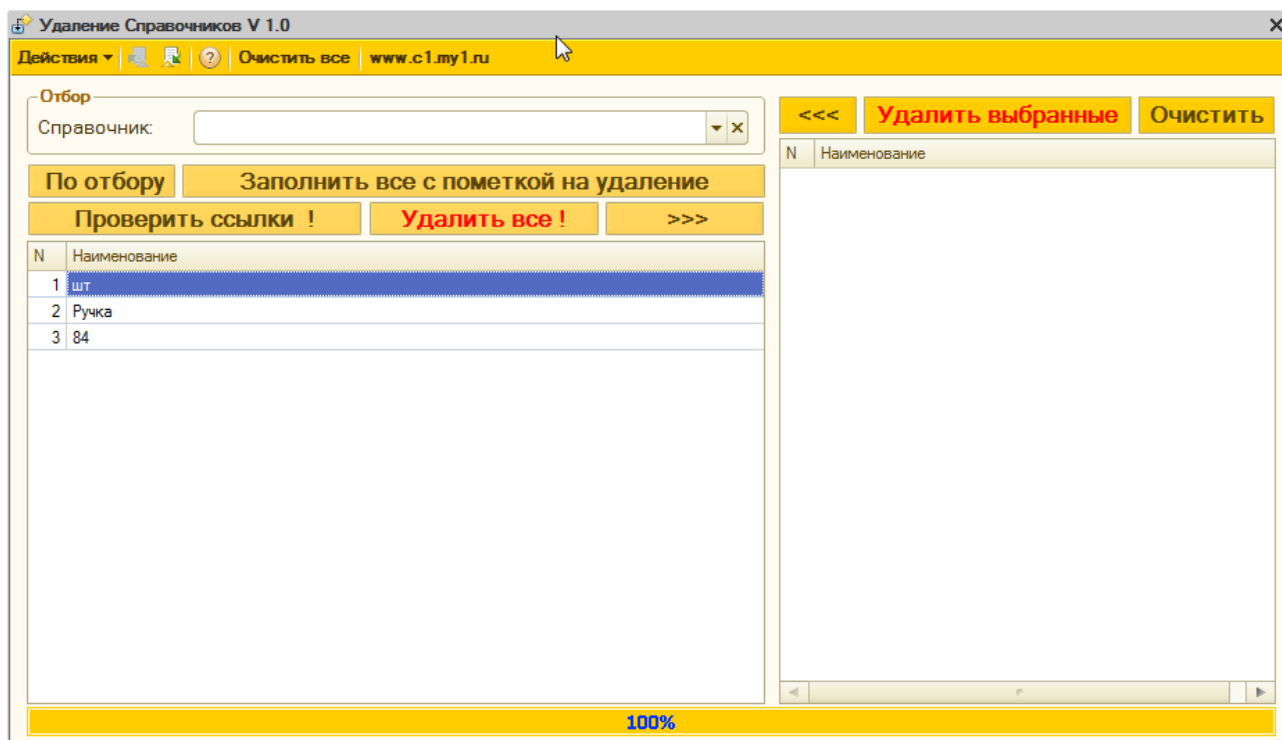 Удаление Справочников V 1.0
Действия Очистить все www.c1.my1.ru
Отбор
Справочник:
По отбору Заполнить все с пометкой на удаление
Проверить ссылки ! Удалить все ! >>>
N Наименование
1 шт
2 Ручка
3 84
<<< Удалить выбранные Очистить
N Наименование
100%